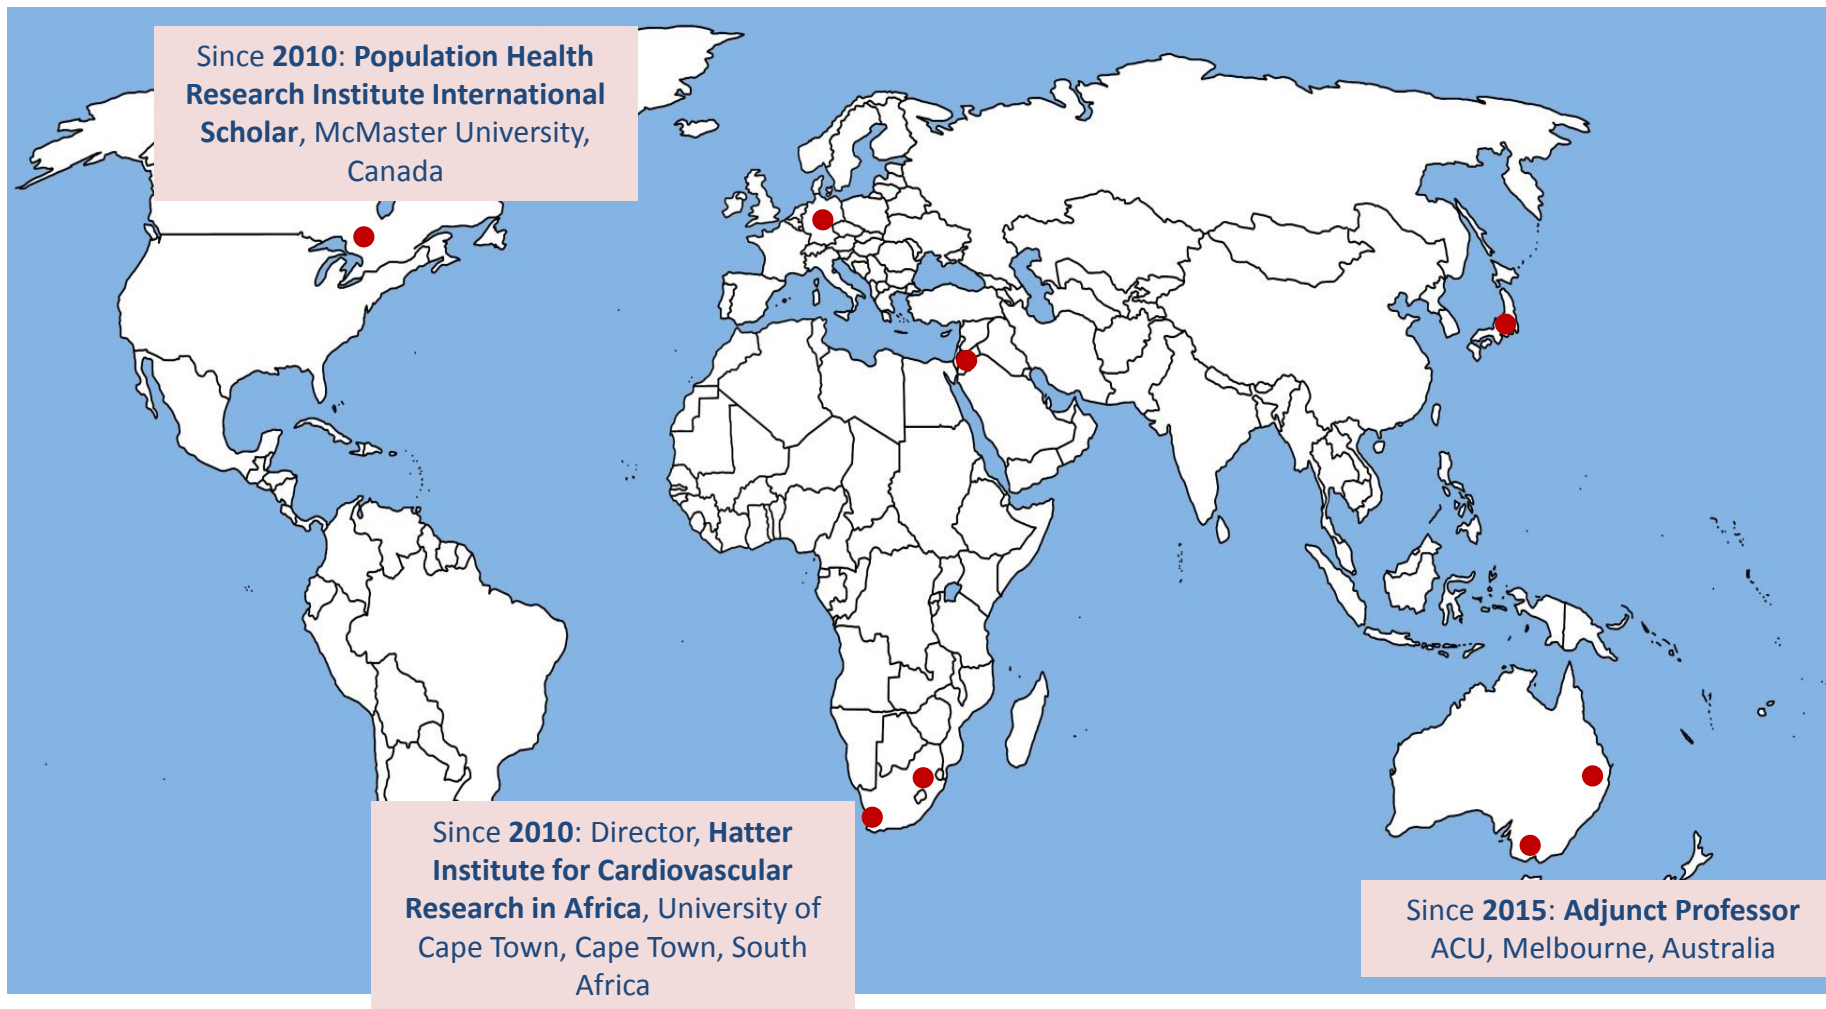 Since 2010: Population Health
Research Institute International
Scholar, McMaster University,
Canada
Since 2010: Director, Hatter
Institute for Cardiovascular
Research in Africa, University of
Cape Town, Cape Town, South
Africa
Since 2015: Adjunct Professor
ACU, Melbourne, Australia